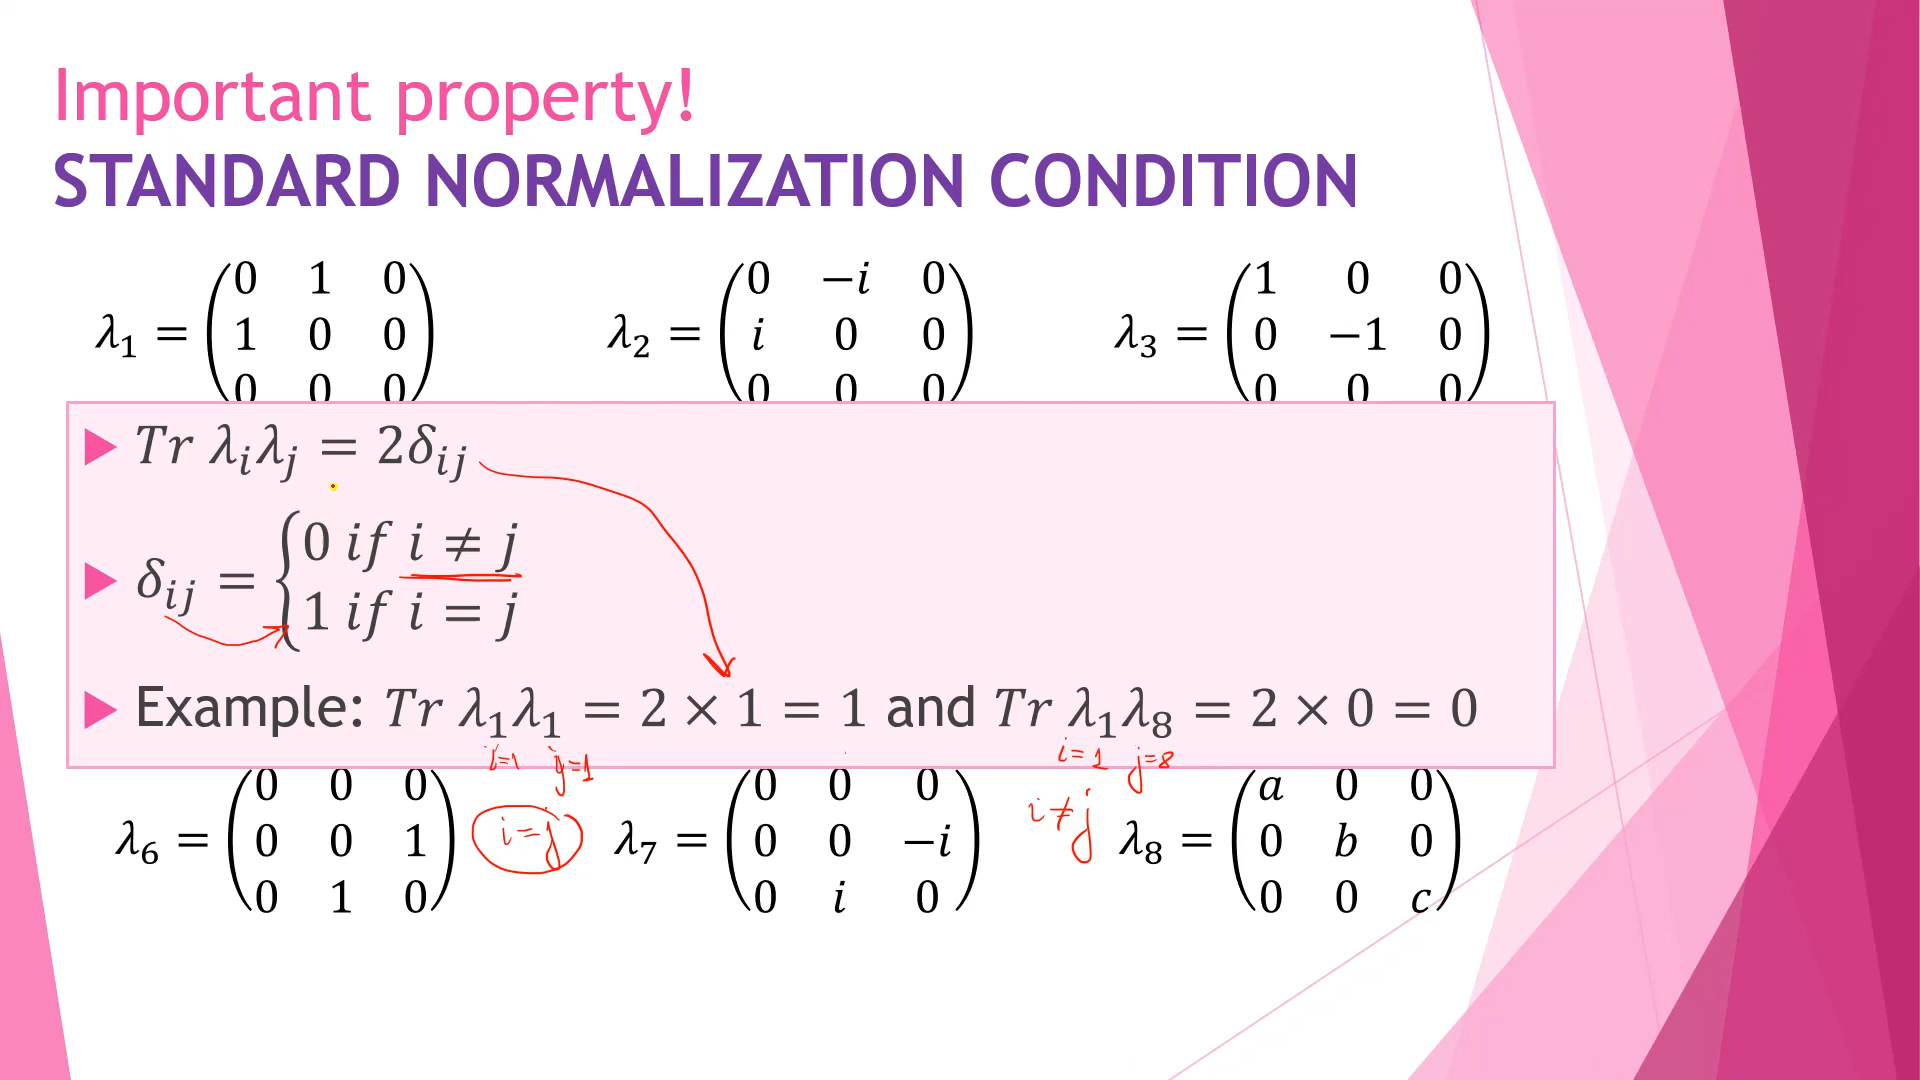 Important property!
STANDARD NORMALIZATION CONDITION
0 1 0
λ₁ = 1 0 0
0 0 0
0 −i 0
λ₂ = i 0 0
0 0 0
1 0 0
λ₃ = 0 −1 0
0 0 0
Tr λᵢλⱼ = 2δᵢⱼ
δᵢⱼ = { 0 if i ≠ j
1 if i = j
Example: Tr λ₁λ₁ = 2 × 1 = 1 and Tr λ₁λ₈ = 2 × 0 = 0
i=1 j=1 i=1 j=8
i=j
i≠j
0 0 0
λ₆ = 0 0 1
0 1 0
0 0 0
λ₇ = 0 0 −i
0 i 0
a 0 0
λ₈ = 0 b 0
0 0 c